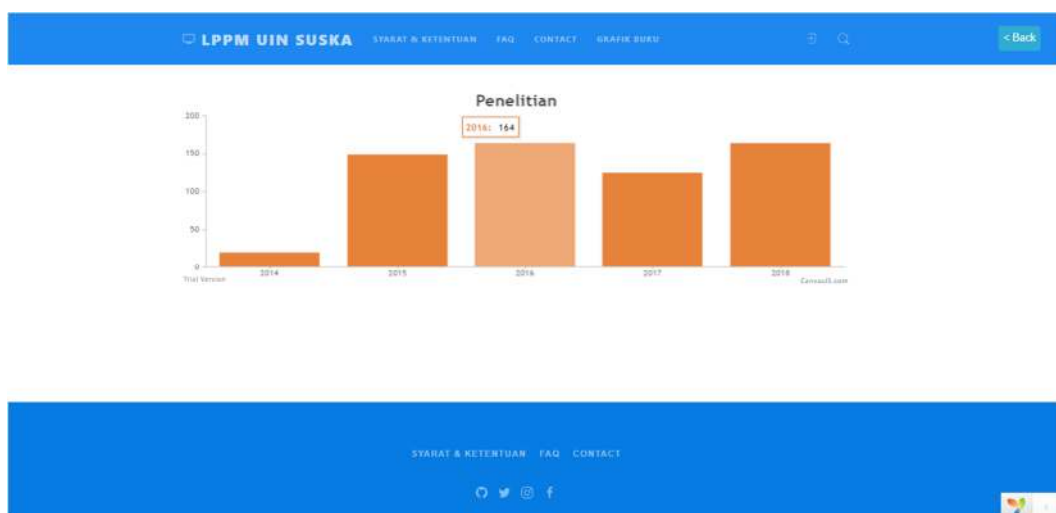 LPPM UIN SUSKA SYARAT & KETENTUAN FAQ CONTACT GRAFIK BUKU < Back
Penelitian
200
2016: 164
150
100
50
0
2014 2015 2016 2017 2018
Trial Version CanvasJS.com
SYARAT & KETENTUAN FAQ CONTACT